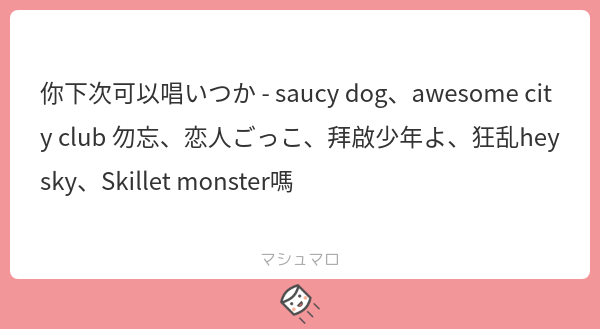 你下次可以唱いつか - saucy dog、awesome cit
y club 勿忘、恋人ごっこ、拜啟少年よ、狂乱hey
sky、Skillet monster嗎
マシュマロ